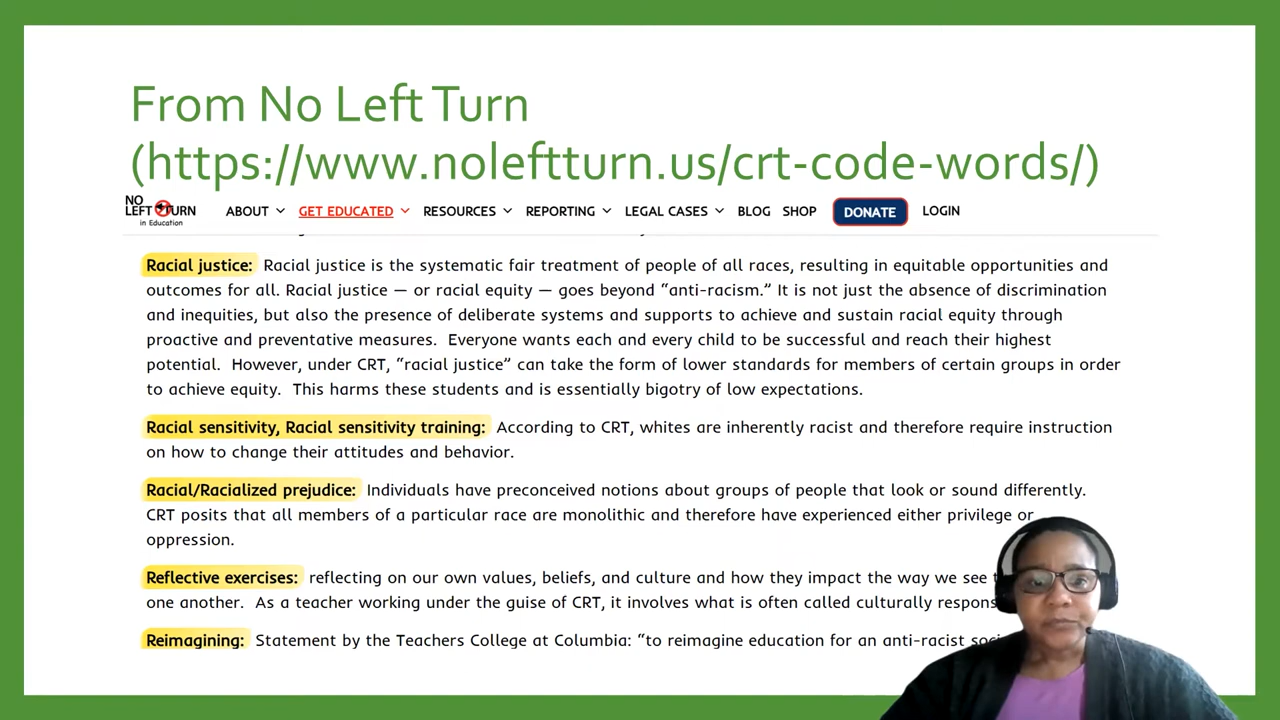 From No Left Turn
(https://www.noleftturn.us/crt-code-words/)
NO
LEFT TURN
in Education
ABOUT GET EDUCATED RESOURCES REPORTING LEGAL CASES BLOG SHOP DONATE LOGIN
Racial justice: Racial justice is the systematic fair treatment of people of all races, resulting in equitable opportunities and
outcomes for all. Racial justice — or racial equity — goes beyond “anti-racism.” It is not just the absence of discrimination
and inequities, but also the presence of deliberate systems and supports to achieve and sustain racial equity through
proactive and preventative measures. Everyone wants each and every child to be successful and reach their highest
potential. However, under CRT, “racial justice” can take the form of lower standards for members of certain groups in order
to achieve equity. This harms these students and is essentially bigotry of low expectations.
Racial sensitivity, Racial sensitivity training: According to CRT, whites are inherently racist and therefore require instruction
on how to change their attitudes and behavior.
Racial/Racialized prejudice: Individuals have preconceived notions about groups of people that look or sound differently.
CRT posits that all members of a particular race are monolithic and therefore have experienced either privilege or
oppression.
Reflective exercises: reflecting on our own values, beliefs, and culture and how they impact the way we see
one another. As a teacher working under the guise of CRT, it involves what is often called culturally
Reimagining: Statement by the Teachers College at Columbia: “to reimagine education for an anti-racist